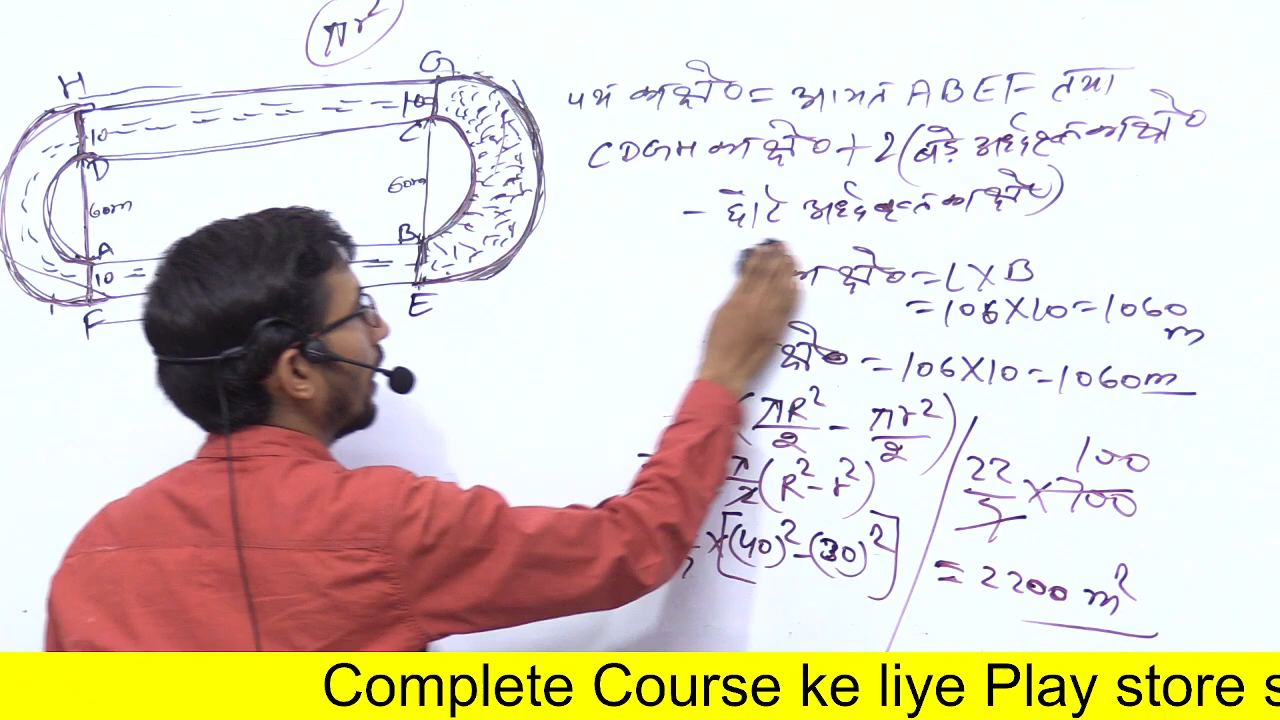 πr²
H
G
10
10
D
C
60m
60m
A
B
10
E
F
पथ का क्षे० = आयत ABEF तथा
CDGH का क्षे० + 2(बड़े अर्धवृत्त का क्षे०
- छोटे अर्धवृत्त का क्षे०)
का क्षे० = L×B
= 106×10 = 1060
m
क्षे० = 106×10 = 1060m
(πR²/2 - πr²/2)
π/2(R²-r²)
×[(40)²-(30)²]
22/7 × 700
100
= 2200 m²
Complete Course ke liye Play store s